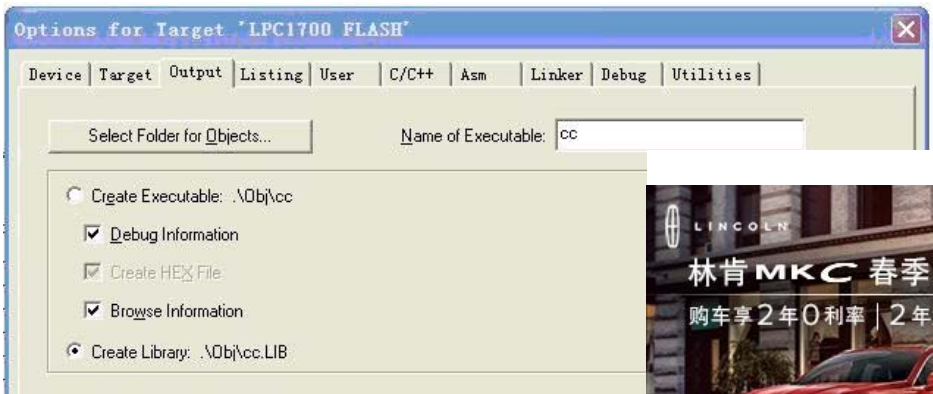 Options for Target 'LPC1700 FLASH'
Device Target Output Listing User C/C++ Asm Linker Debug Utilities
Select Folder for Objects... Name of Executable: cc
Create Executable: .\Obj\cc
Debug Information
Create HEX File
Browse Information
Create Library: .\Obj\cc.LIB
LINCOLN
林肯MKC 春季
购车享2年0利率|2年